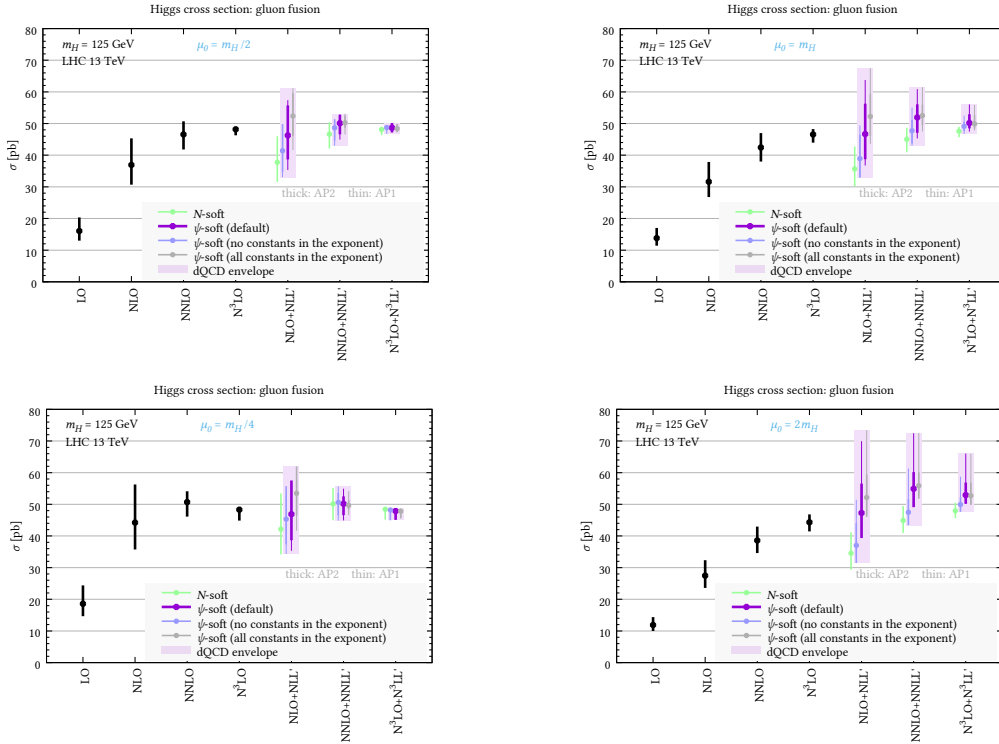 Higgs cross section: gluon fusion
σ [pb]
80
70
60
50
40
30
20
10
0
m_H = 125 GeV
μ_0 = m_H/2
LHC 13 TeV
thick: AP2 thin: AP1
N-soft
ψ-soft (default)
ψ-soft (no constants in the exponent)
ψ-soft (all constants in the exponent)
dQCD envelope
LO
NLO
NNLO
N³LO
NLO+NLL'
NNLO+NNLL'
N³LO+N³LL'
Higgs cross section: gluon fusion
σ [pb]
80
70
60
50
40
30
20
10
0
m_H = 125 GeV
μ_0 = m_H
LHC 13 TeV
thick: AP2 thin: AP1
N-soft
ψ-soft (default)
ψ-soft (no constants in the exponent)
ψ-soft (all constants in the exponent)
dQCD envelope
LO
NLO
NNLO
N³LO
NLO+NLL'
NNLO+NNLL'
N³LO+N³LL'
Higgs cross section: gluon fusion
σ [pb]
80
70
60
50
40
30
20
10
0
m_H = 125 GeV
μ_0 = m_H/4
LHC 13 TeV
thick: AP2 thin: AP1
N-soft
ψ-soft (default)
ψ-soft (no constants in the exponent)
ψ-soft (all constants in the exponent)
dQCD envelope
LO
NLO
NNLO
N³LO
NLO+NLL'
NNLO+NNLL'
N³LO+N³LL'
Higgs cross section: gluon fusion
σ [pb]
80
70
60
50
40
30
20
10
0
m_H = 125 GeV
μ_0 = 2m_H
LHC 13 TeV
thick: AP2 thin: AP1
N-soft
ψ-soft (default)
ψ-soft (no constants in the exponent)
ψ-soft (all constants in the exponent)
dQCD envelope
LO
NLO
NNLO
N³LO
NLO+NLL'
NNLO+NNLL'
N³LO+N³LL'